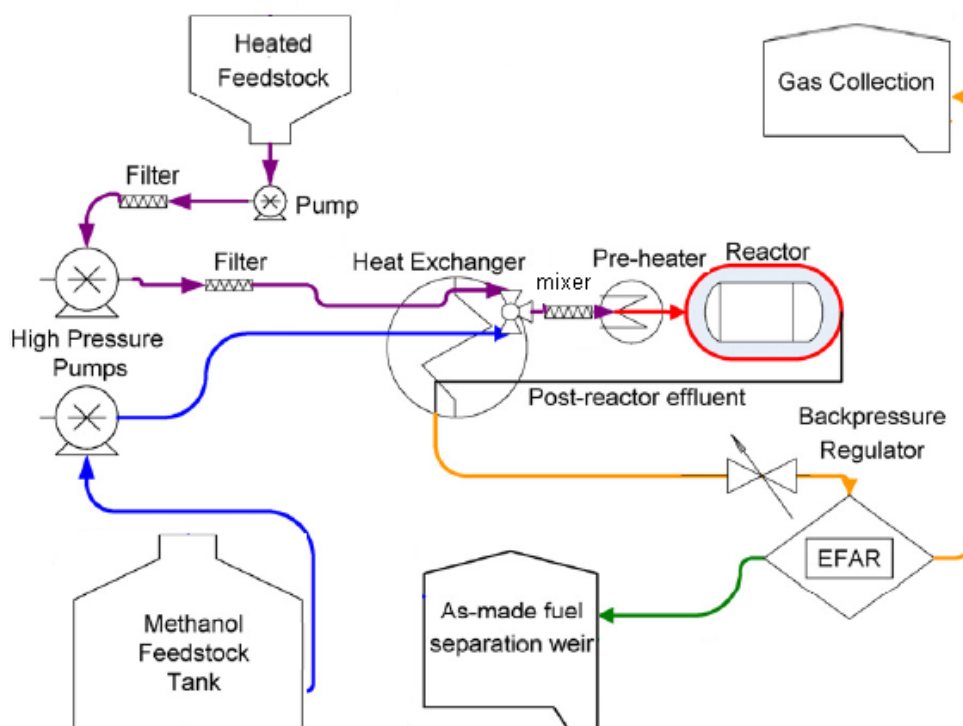 Heated
Feedstock
Gas Collection
Filter
Pump
Filter
Heat Exchanger
mixer
Pre-heater
Reactor
High Pressure
Pumps
Post-reactor effluent
Backpressure
Regulator
EFAR
Methanol
Feedstock
Tank
As-made fuel
separation weir